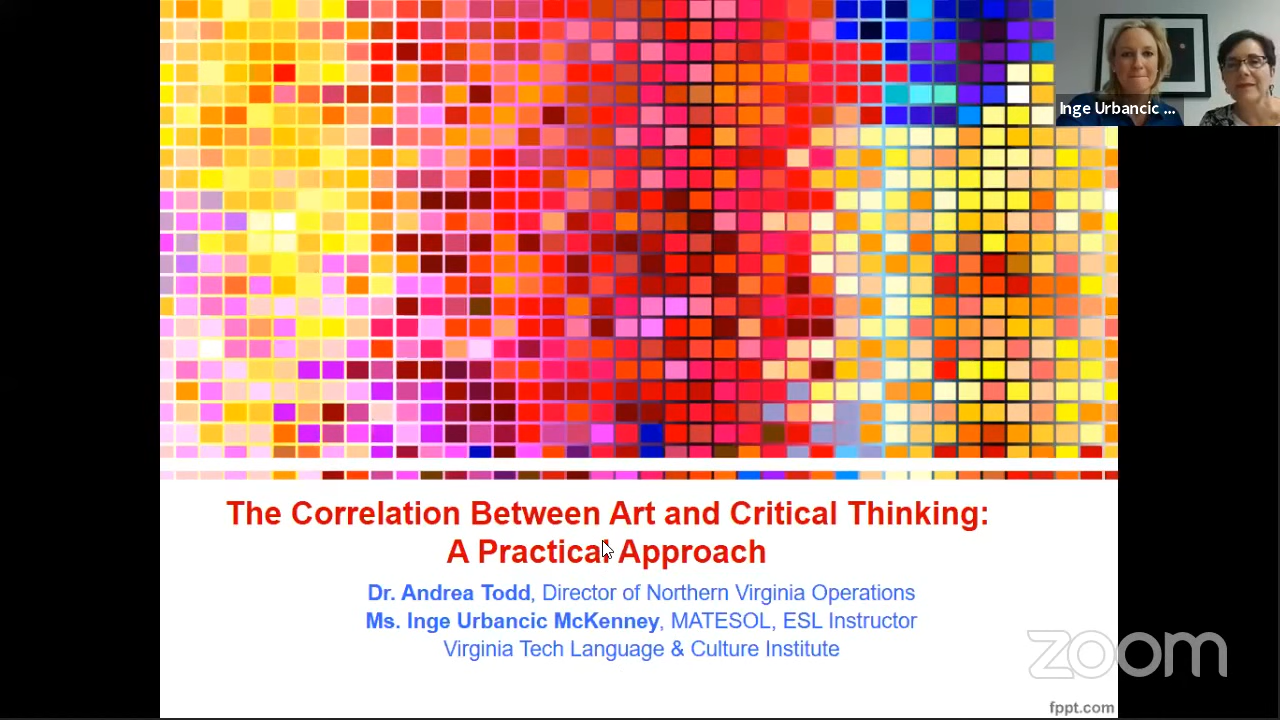 Inge Urbancic ...
The Correlation Between Art and Critical Thinking:
A Practical Approach
Dr. Andrea Todd, Director of Northern Virginia Operations
Ms. Inge Urbancic McKenney, MATESOL, ESL Instructor
Virginia Tech Language & Culture Institute
zoom
fppt.com